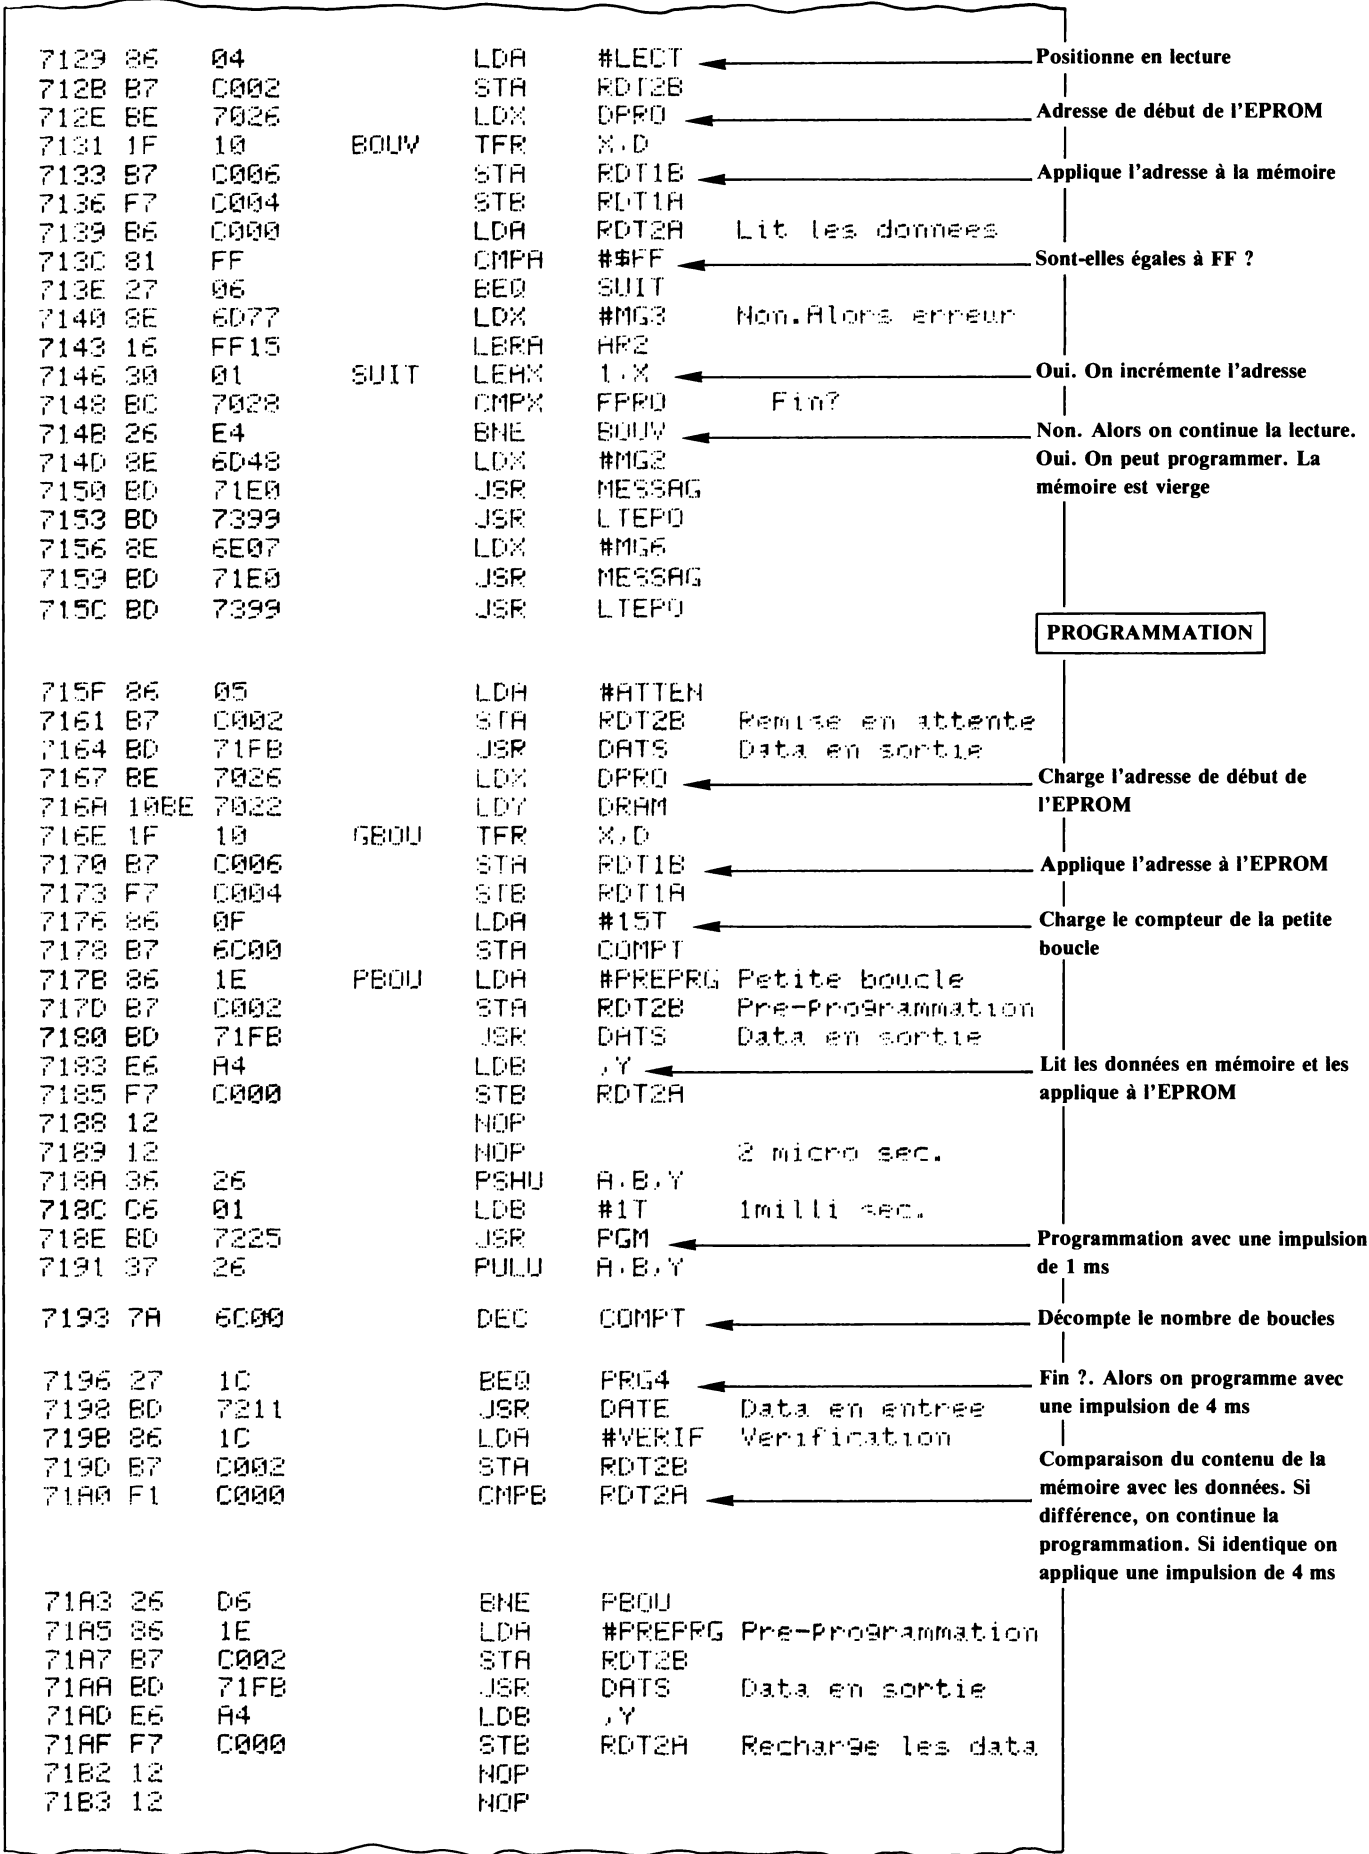 7129 86 04 LDA #LECT Positionne en lecture
712B B7 C002 STA RDT2B
712E BE 7026 LDX DPRO Adresse de début de l'EPROM
7131 1F 10 BOUV TFR X,D
7133 B7 C006 STA RDT1B Applique l'adresse à la mémoire
7136 F7 C004 STB RDT1A
7139 B6 C000 LDA RDT2A Lit les donnees
713C 81 FF CMPA #$FF Sont-elles égales à FF ?
713E 27 06 BEQ SUIT
7140 8E 6D77 LDX #MG3 Non.Alors erreur
7143 16 FF15 LBRA AR2
7146 30 01 SUIT LEAX 1,X Oui. On incrémente l'adresse
7148 BC 7028 CMPX FPRO Fin?
714B 26 E4 BNE BOUV Non. Alors on continue la lecture.
714D 8E 6D48 LDX #MG2 Oui. On peut programmer. La
7150 BD 71E0 JSR MESSAG mémoire est vierge
7153 BD 7399 JSR LTEPO
7156 8E 6E07 LDX #MG6
7159 BD 71E0 JSR MESSAG
715C BD 7399 JSR LTEPO
PROGRAMMATION
715F 86 05 LDA #ATTEN
7161 B7 C002 STA RDT2B Remise en attente
7164 BD 71FB JSR DATS Data en sortie
7167 BE 7026 LDX DPRO Charge l'adresse de début de
716A 10BE 7022 LDY DRAM l'EPROM
716E 1F 10 GBOU TFR X,D
7170 B7 C006 STA RDT1B Applique l'adresse à l'EPROM
7173 F7 C004 STB RDT1A
7176 86 0F LDA #15T Charge le compteur de la petite
7178 B7 6C00 STA COMPT boucle
717B 86 1E PBOU LDA #PREPRG Petite boucle
717D B7 C002 STA RDT2B Pre-Programmation
7180 BD 71FB JSR DATS Data en sortie
7183 E6 A4 LDB ,Y Lit les données en mémoire et les
7185 F7 C000 STB RDT2A applique à l'EPROM
7188 12 NOP
7189 12 NOP 2 micro sec.
718A 36 26 PSHU A,B,Y
718C C6 01 LDB #1T 1milli sec.
718E BD 7225 JSR PGM Programmation avec une impulsion
7191 37 26 PULU A,B,Y de 1 ms
7193 7A 6C00 DEC COMPT Décompte le nombre de boucles
7196 27 1C BEQ PRG4 Fin ?. Alors on programme avec
7198 BD 7211 JSR DATE Data en entree une impulsion de 4 ms
719B 86 1C LDA #VERIF Verification
719D B7 C002 STA RDT2B Comparaison du contenu de la
71A0 F1 C000 CMPB RDT2A mémoire avec les données. Si
différence, on continue la
programmation. Si identique on
applique une impulsion de 4 ms
71A3 26 D6 BNE PBOU
71A5 86 1E LDA #PREPRG Pre-Programmation
71A7 B7 C002 STA RDT2B
71AA BD 71FB JSR DATS Data en sortie
71AD E6 A4 LDB ,Y
71AF F7 C000 STB RDT2A Recharge les data
71B2 12 NOP
71B3 12 NOP